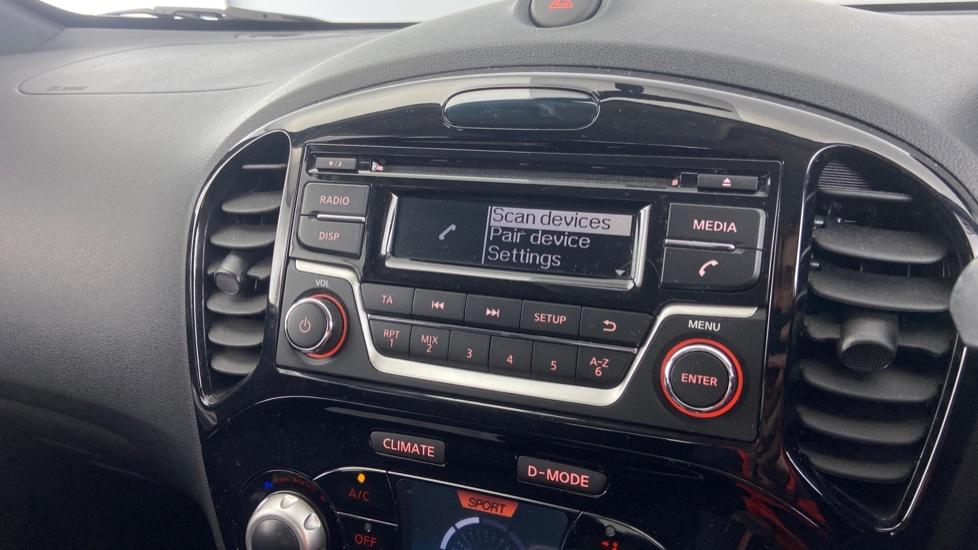 RADIO
DISP
Scan devices
Pair device
Settings
MEDIA
VOL
TA
SETUP
RPT
1
MIX
2
3
4
5
A-Z
6
MENU
ENTER
CLIMATE
D-MODE
A/C
OFF
SPORT